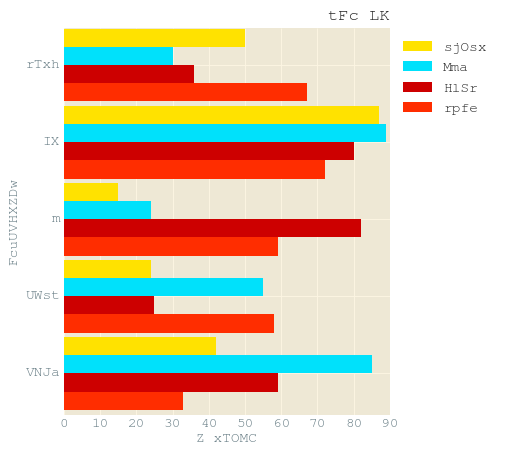 tFc LK
sjOsx
Mma
HlSr
rpfe
rTxh
IX
m
UWst
VNJa
FcuUVHXZDw
0 10 20 30 40 50 60 70 80 90
Z xTOMC